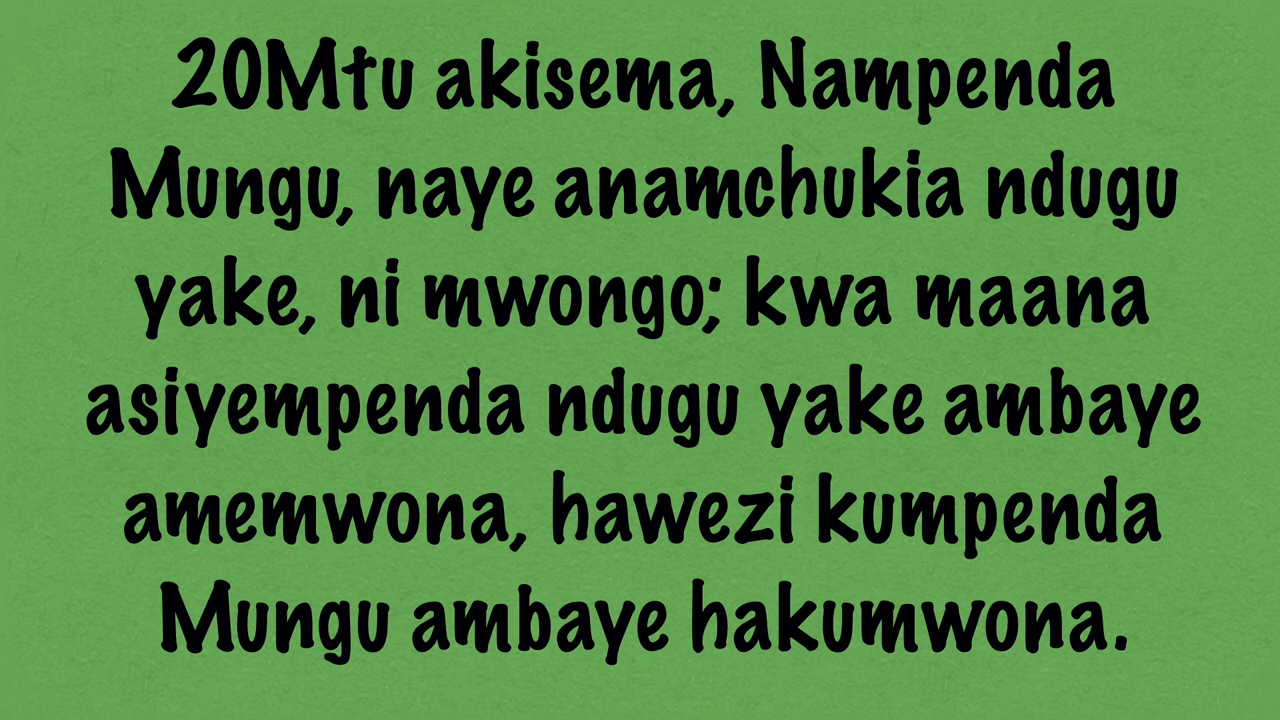 20Mtu akisema, Nampenda
Mungu, naye anamchukia ndugu
yake, ni mwongo; kwa maana
asiyempenda ndugu yake ambaye
amemwona, hawezi kumpenda
Mungu ambaye hakumwona.